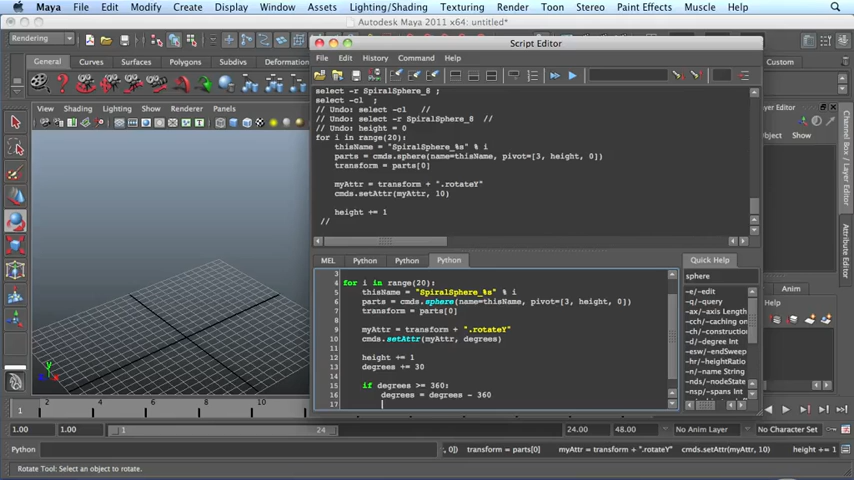 Maya File Edit Modify Create Display Window Assets Lighting/Shading Texturing Render Toon Stereo Paint Effects Muscle Help
Autodesk Maya 2011 x64: untitled*
Rendering
General Curves Surfaces Polygons Subdivs Deformation
Custom
Script Editor
File Edit History Command Help
View Shading Lighting Show Renderer Panels
select -r SpiralSphere_8 ;
select -cl  ;
// Undo: select -cl   //
// Undo: select -r SpiralSphere_8  //
// Undo: height = 0
for i in range(20):
thisName = "SpiralSphere_%s" % i
parts = cmds.sphere(name=thisName, pivot=[3, height, 0])
transform = parts[0]
myAttr = transform + ".rotateY"
cmds.setAttr(myAttr, 10)
height += 1
//
MEL Python Python Python
3
4 for i in range(20):
5 thisName = "SpiralSphere_%s" % i
6 parts = cmds.sphere(name=thisName, pivot=[3, height, 0])
7 transform = parts[0]
8
9 myAttr = transform + ".rotateY"
10 cmds.setAttr(myAttr, degrees)
11
12 height += 1
13 degrees += 30
14
15 if degrees >= 360:
16 degrees = degrees - 360
17
Quick Help
sphere
-e/-edit
-q/-query
-ax/-axis Length
-cch/-caching on
-ch/-constructio
-d/-degree Int
-esw/-endSweep
-hr/-heightRatio
-n/-name String
-nds/-nodeState
-nsp/-spans Int
Layer Editor
Object Show
Anim
Channel Box / Layer Editor
Attribute Editor
y
2 4 6 8 10
1
1.00 1.00 1 24 24.00 48.00 No Anim Layer No Character Set
Python , 0]) transform = parts[0] myAttr = transform + ".rotateY" cmds.setAttr(myAttr, 10) height += 1
Rotate Tool: Select an object to rotate.